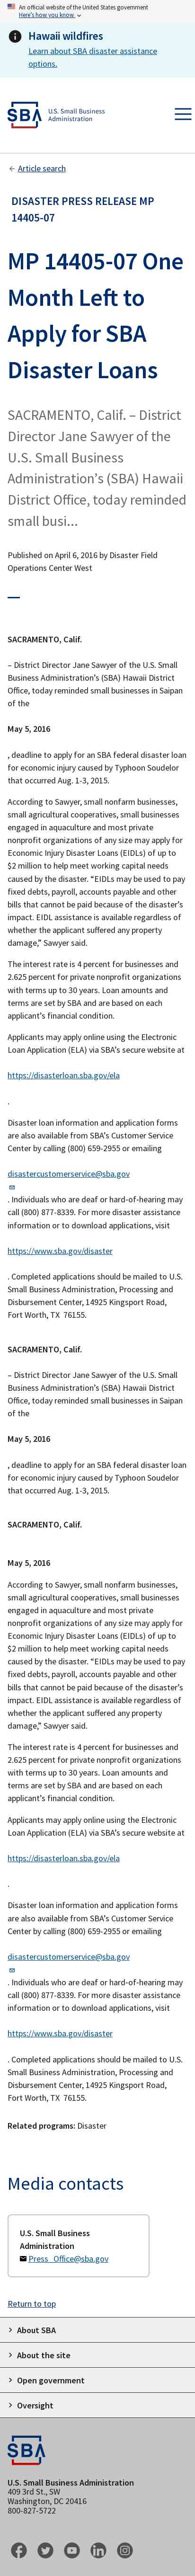 An official website of the United States government
Here's how you know
Hawaii wildfires
Learn about SBA disaster assistance
options.
SBA
U.S. Small Business
Administration
Article search
DISASTER PRESS RELEASE MP
14405-07
MP 14405-07 One
Month Left to
Apply for SBA
Disaster Loans
SACRAMENTO, Calif. – District
Director Jane Sawyer of the
U.S. Small Business
Administration's (SBA) Hawaii
District Office, today reminded
small busi...
Published on April 6, 2016 by Disaster Field
Operations Center West
SACRAMENTO, Calif.
– District Director Jane Sawyer of the U.S. Small
Business Administration's (SBA) Hawaii District
Office, today reminded small businesses in Saipan
of the
May 5, 2016
, deadline to apply for an SBA federal disaster loan
for economic injury caused by Typhoon Soudelor
that occurred Aug. 1-3, 2015.
According to Sawyer, small nonfarm businesses,
small agricultural cooperatives, small businesses
engaged in aquaculture and most private
nonprofit organizations of any size may apply for
Economic Injury Disaster Loans (EIDLs) of up to
$2 million to help meet working capital needs
caused by the disaster. "EIDLs may be used to pay
fixed debts, payroll, accounts payable and other
bills that cannot be paid because of the disaster's
impact. EIDL assistance is available regardless of
whether the applicant suffered any property
damage," Sawyer said.
The interest rate is 4 percent for businesses and
2.625 percent for private nonprofit organizations
with terms up to 30 years. Loan amounts and
terms are set by SBA and are based on each
applicant's financial condition.
Applicants may apply online using the Electronic
Loan Application (ELA) via SBA's secure website at
https://disasterloan.sba.gov/ela
.
Disaster loan information and application forms
are also available from SBA's Customer Service
Center by calling (800) 659-2955 or emailing
disastercustomerservice@sba.gov
. Individuals who are deaf or hard-of-hearing may
call (800) 877-8339. For more disaster assistance
information or to download applications, visit
https://www.sba.gov/disaster
. Completed applications should be mailed to U.S.
Small Business Administration, Processing and
Disbursement Center, 14925 Kingsport Road,
Fort Worth, TX 76155.
SACRAMENTO, Calif.
– District Director Jane Sawyer of the U.S. Small
Business Administration's (SBA) Hawaii District
Office, today reminded small businesses in Saipan
of the
May 5, 2016
, deadline to apply for an SBA federal disaster loan
for economic injury caused by Typhoon Soudelor
that occurred Aug. 1-3, 2015.
SACRAMENTO, Calif.
May 5, 2016
According to Sawyer, small nonfarm businesses,
small agricultural cooperatives, small businesses
engaged in aquaculture and most private
nonprofit organizations of any size may apply for
Economic Injury Disaster Loans (EIDLs) of up to
$2 million to help meet working capital needs
caused by the disaster. "EIDLs may be used to pay
fixed debts, payroll, accounts payable and other
bills that cannot be paid because of the disaster's
impact. EIDL assistance is available regardless of
whether the applicant suffered any property
damage," Sawyer said.
The interest rate is 4 percent for businesses and
2.625 percent for private nonprofit organizations
with terms up to 30 years. Loan amounts and
terms are set by SBA and are based on each
applicant's financial condition.
Applicants may apply online using the Electronic
Loan Application (ELA) via SBA's secure website at
https://disasterloan.sba.gov/ela
.
Disaster loan information and application forms
are also available from SBA's Customer Service
Center by calling (800) 659-2955 or emailing
disastercustomerservice@sba.gov
. Individuals who are deaf or hard-of-hearing may
call (800) 877-8339. For more disaster assistance
information or to download applications, visit
https://www.sba.gov/disaster
. Completed applications should be mailed to U.S.
Small Business Administration, Processing and
Disbursement Center, 14925 Kingsport Road,
Fort Worth, TX 76155.
Related programs: Disaster
Media contacts
U.S. Small Business
Administration
Press_Office@sba.gov
Return to top
About SBA
About the site
Open government
Oversight
SBA
U.S. Small Business Administration
409 3rd St., SW
Washington, DC 20416
800-827-5722